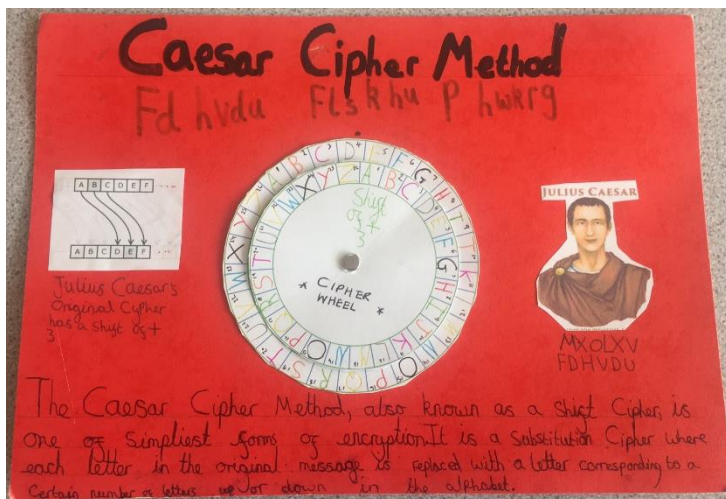 Caesar Cipher Method
Fdhvdu FLskhu Phwkrg
A B C D E F
A B C D E F
Julius Caesar's
Original Cypher
has a shift of +
3
Shift
of +
3
CIPHER
WHEEL
JULIUS CAESAR
MXOLXV
FDHVDU
The Caesar Cipher Method, also known as a Shift Cipher, is
one of simpliest forms of encryption. It is a Substitution Cipher where
each letter in the original message is replaced with a letter corresponding to a
certain number of letters up or down in the alphabet.